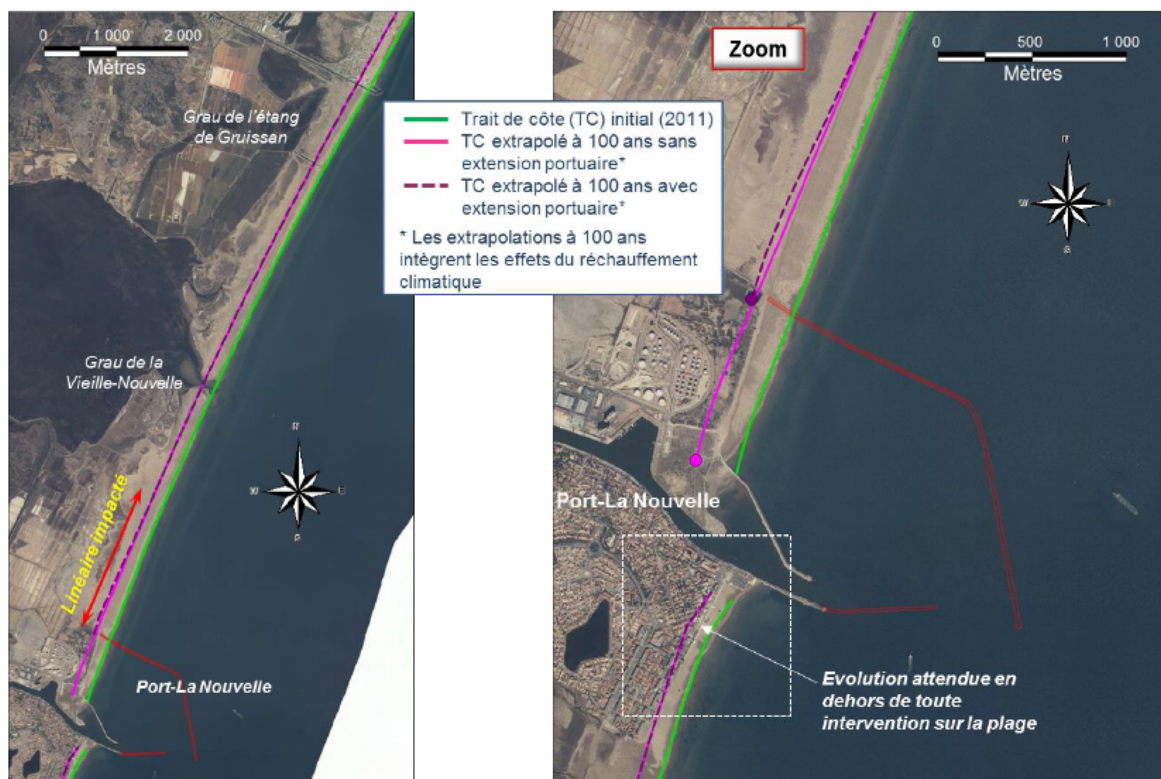 0 1 000 2 000
Mètres
Grau de l'étang
de Gruissan
Grau de la
Vieille-Nouvelle
Linéaire impacté
Port-La Nouvelle
Trait de côte (TC) initial (2011)
TC extrapolé à 100 ans sans
extension portuaire*
TC extrapolé à 100 ans avec
extension portuaire*
* Les extrapolations à 100 ans
intègrent les effets du réchauffement
climatique
Zoom
0 500 1 000
Mètres
Port-La Nouvelle
Evolution attendue en
dehors de toute
intervention sur la plage